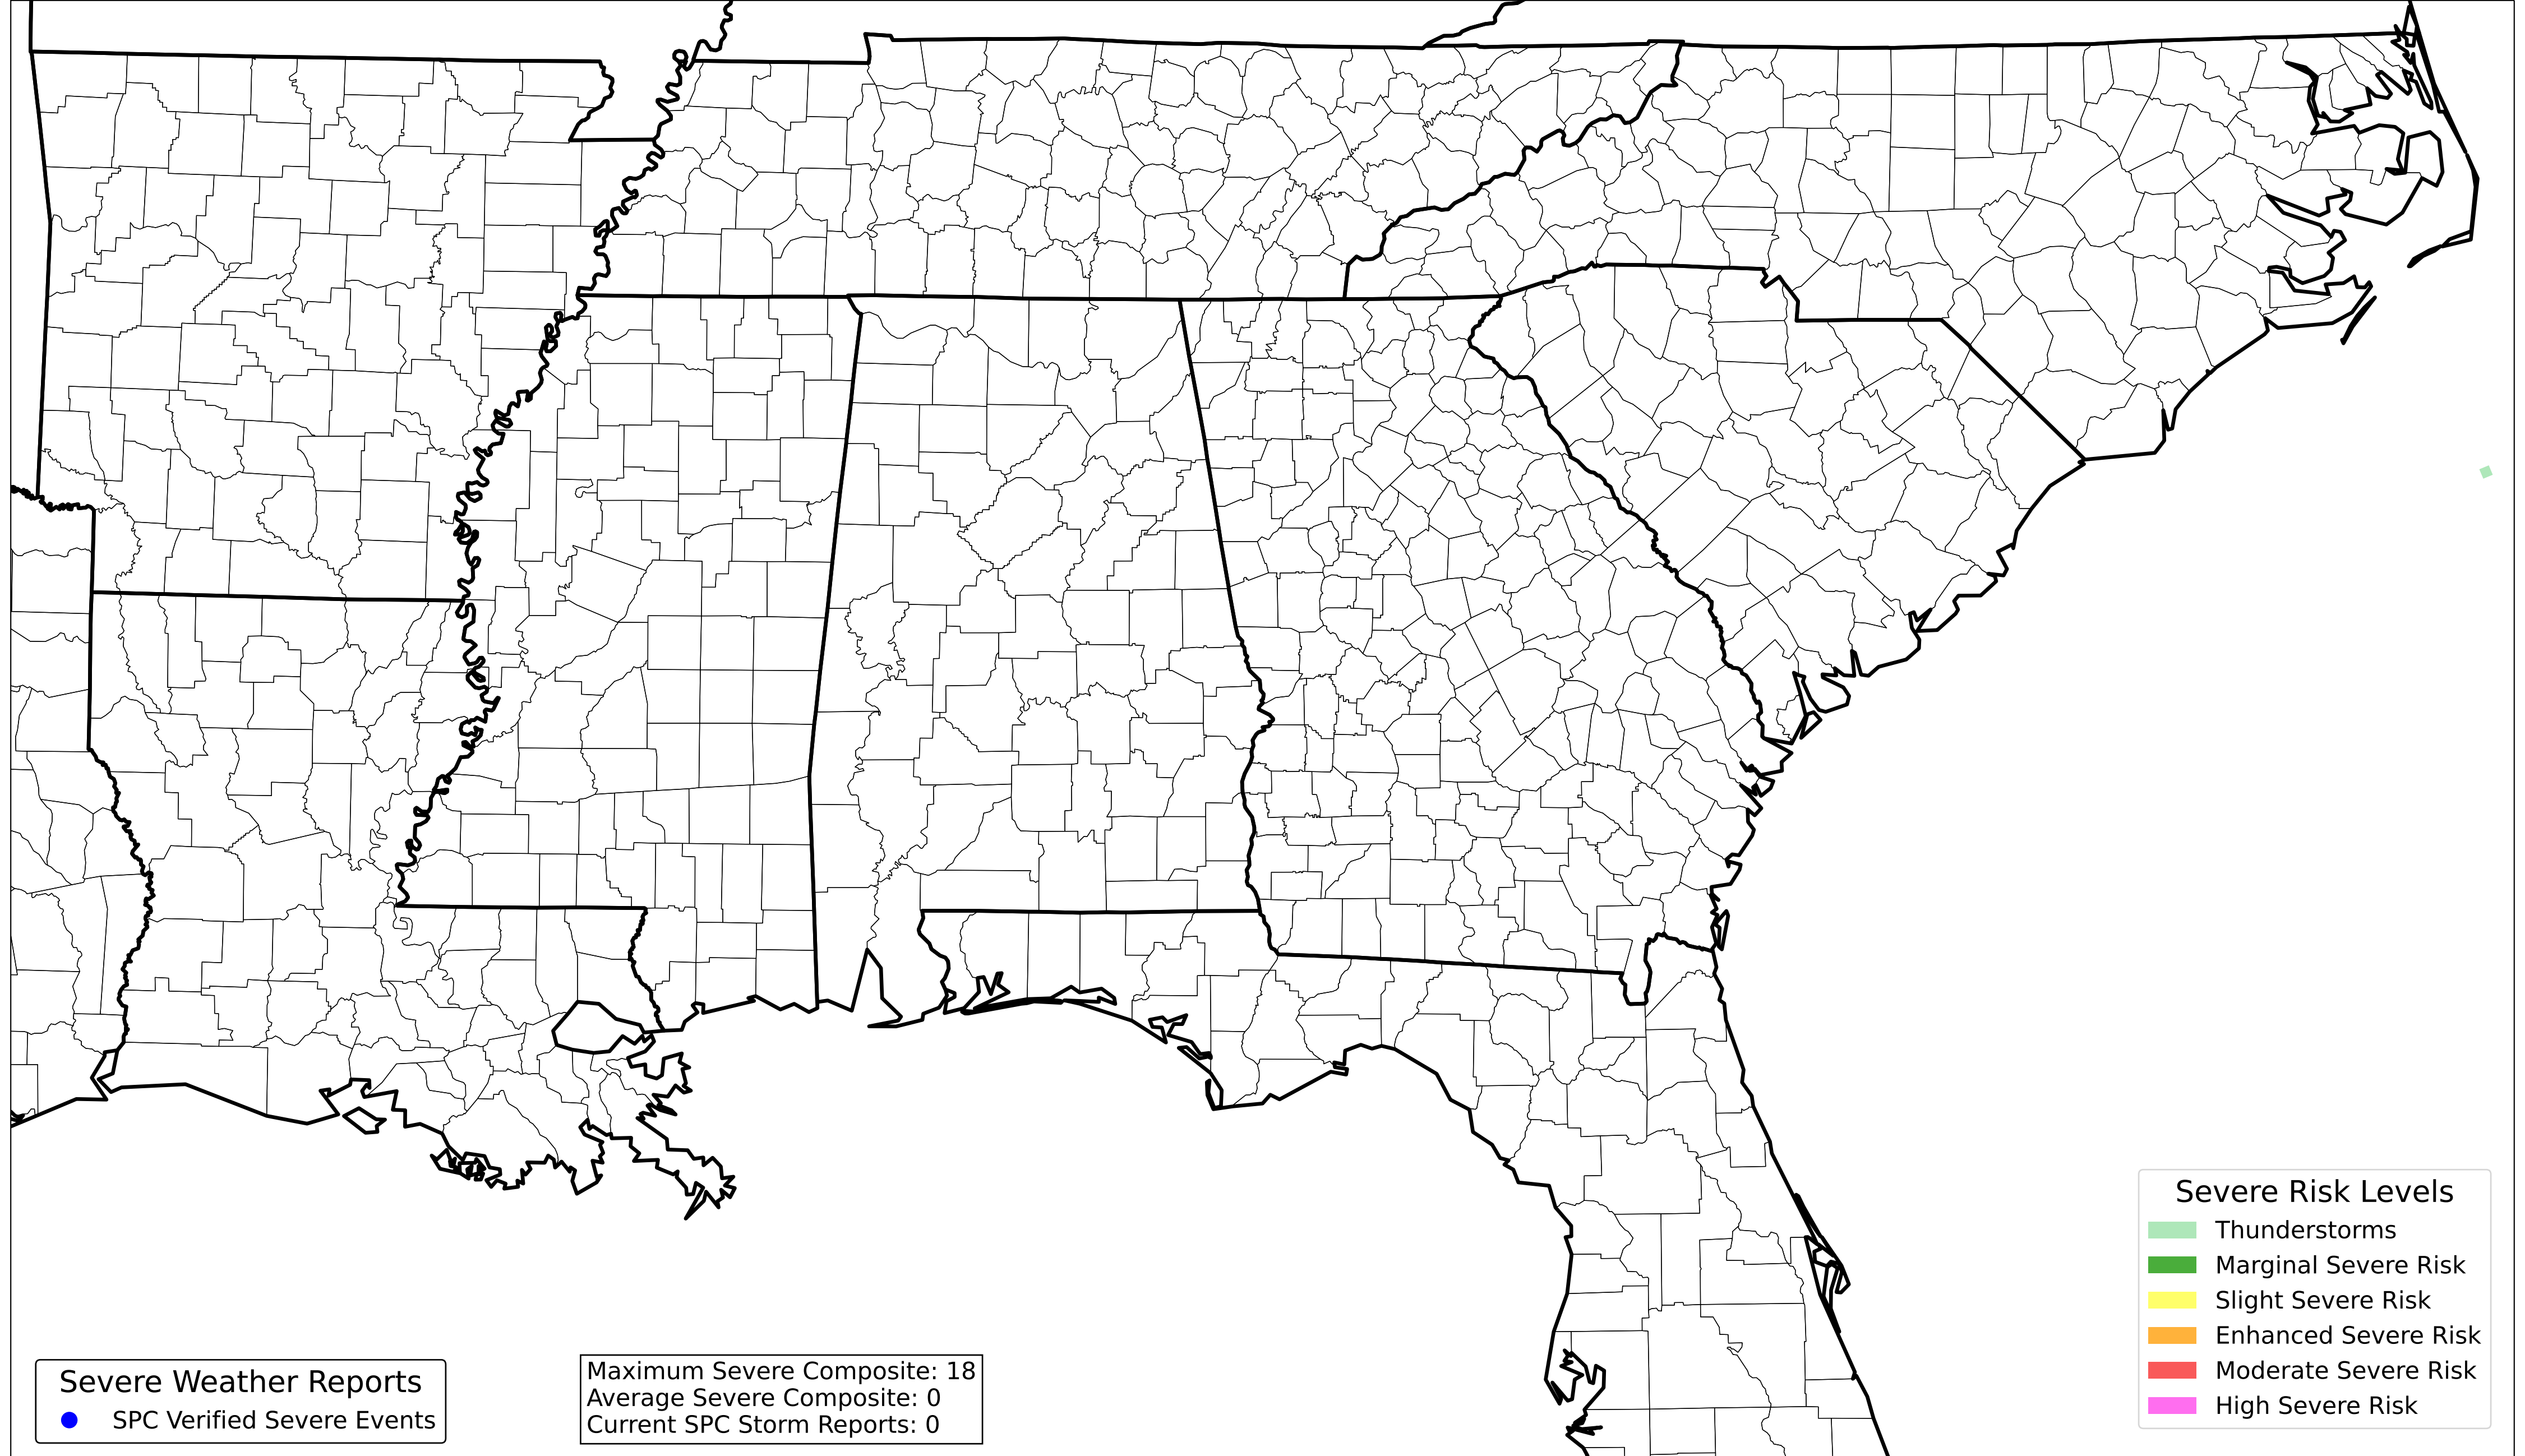 Severe Risk Levels
Thunderstorms
Marginal Severe Risk
Slight Severe Risk
Enhanced Severe Risk
Moderate Severe Risk
High Severe Risk
Severe Weather Reports
SPC Verified Severe Events
Maximum Severe Composite: 18
Average Severe Composite: 0
Current SPC Storm Reports: 0